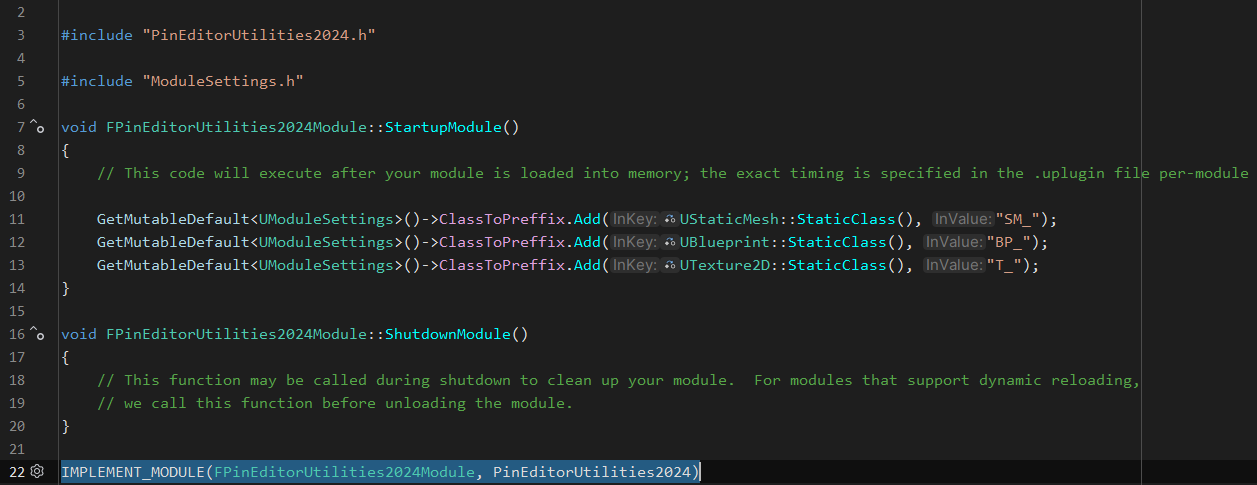 2
3 #include "PinEditorUtilities2024.h"
4
5 #include "ModuleSettings.h"
6
7 void FPinEditorUtilities2024Module::StartupModule()
8 {
9 // This code will execute after your module is loaded into memory; the exact timing is specified in the .uplugin file per-module
10
11 GetMutableDefault<UModuleSettings>()->ClassToPreffix.Add(InKey: UStaticMesh::StaticClass(), InValue: "SM_");
12 GetMutableDefault<UModuleSettings>()->ClassToPreffix.Add(InKey: UBlueprint::StaticClass(), InValue: "BP_");
13 GetMutableDefault<UModuleSettings>()->ClassToPreffix.Add(InKey: UTexture2D::StaticClass(), InValue: "T_");
14 }
15
16 void FPinEditorUtilities2024Module::ShutdownModule()
17 {
18 // This function may be called during shutdown to clean up your module.  For modules that support dynamic reloading,
19 // we call this function before unloading the module.
20 }
21
22 IMPLEMENT_MODULE(FPinEditorUtilities2024Module, PinEditorUtilities2024)